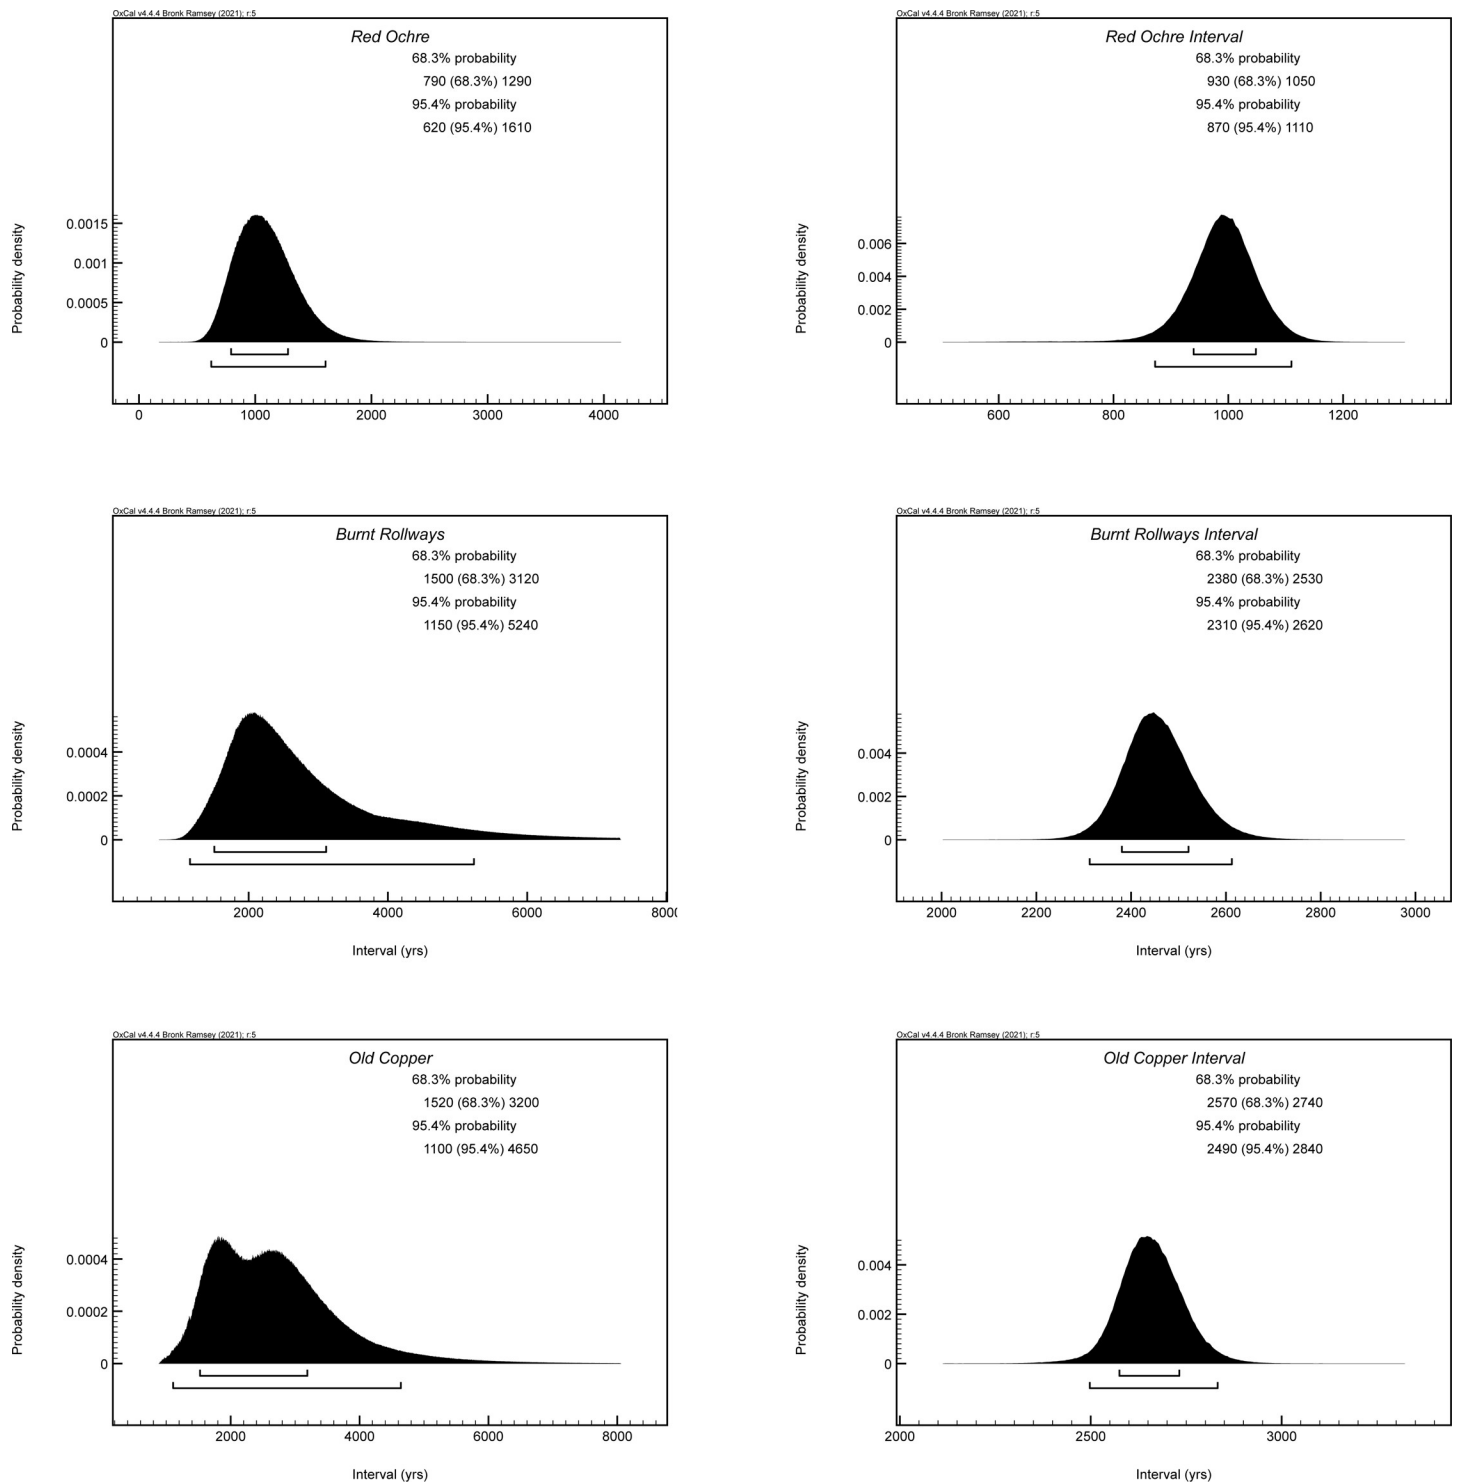 OxCal v4.4.4 Bronk Ramsey (2021); r:5
Red Ochre
68.3% probability
790 (68.3%) 1290
95.4% probability
620 (95.4%) 1610
Probability density
0.0015
0.001
0.0005
0
0 1000 2000 3000 4000
OxCal v4.4.4 Bronk Ramsey (2021); r:5
Red Ochre Interval
68.3% probability
930 (68.3%) 1050
95.4% probability
870 (95.4%) 1110
Probability density
0.006
0.004
0.002
0
600 800 1000 1200
OxCal v4.4.4 Bronk Ramsey (2021); r:5
Burnt Rollways
68.3% probability
1500 (68.3%) 3120
95.4% probability
1150 (95.4%) 5240
Probability density
0.0004
0.0002
0
2000 4000 6000 800
Interval (yrs)
OxCal v4.4.4 Bronk Ramsey (2021); r:5
Burnt Rollways Interval
68.3% probability
2380 (68.3%) 2530
95.4% probability
2310 (95.4%) 2620
Probability density
0.004
0.002
0
2000 2200 2400 2600 2800 3000
Interval (yrs)
OxCal v4.4.4 Bronk Ramsey (2021); r:5
Old Copper
68.3% probability
1520 (68.3%) 3200
95.4% probability
1100 (95.4%) 4650
Probability density
0.0004
0.0002
0
2000 4000 6000 8000
Interval (yrs)
OxCal v4.4.4 Bronk Ramsey (2021); r:5
Old Copper Interval
68.3% probability
2570 (68.3%) 2740
95.4% probability
2490 (95.4%) 2840
Probability density
0.004
0.002
0
2000 2500 3000
Interval (yrs)